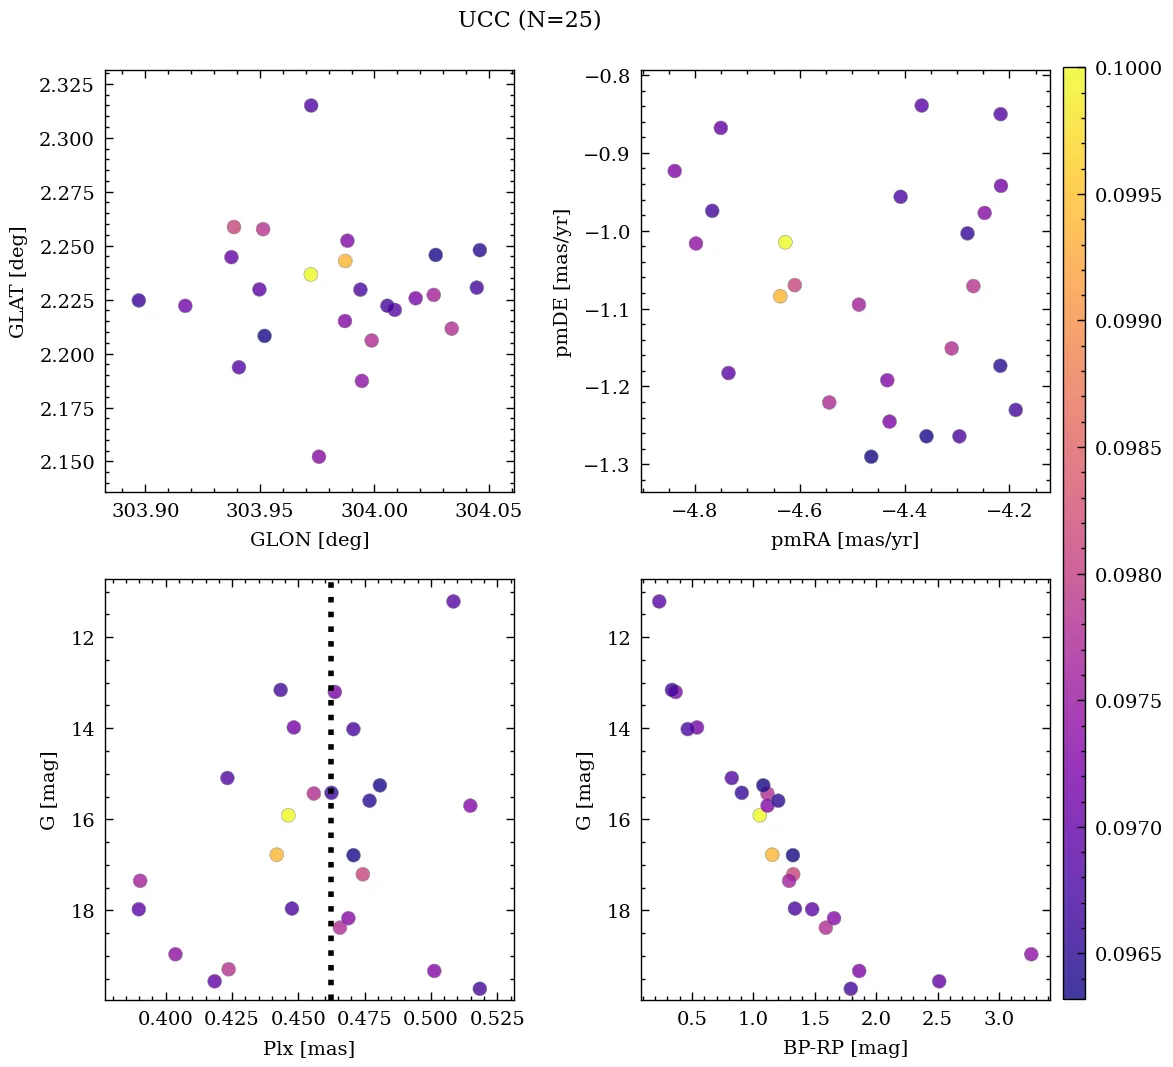 UCC (N=25)
2.325
2.300
2.275
2.250
2.225
2.200
2.175
2.150
GLAT [deg]
303.90 303.95 304.00 304.05
GLON [deg]
−0.8
−0.9
−1.0
−1.1
−1.2
−1.3
pmDE [mas/yr]
−4.8 −4.6 −4.4 −4.2
pmRA [mas/yr]
12
14
16
18
G [mag]
0.400 0.425 0.450 0.475 0.500 0.525
Plx [mas]
12
14
16
18
G [mag]
0.5 1.0 1.5 2.0 2.5 3.0
BP-RP [mag]
0.1000
0.0995
0.0990
0.0985
0.0980
0.0975
0.0970
0.0965